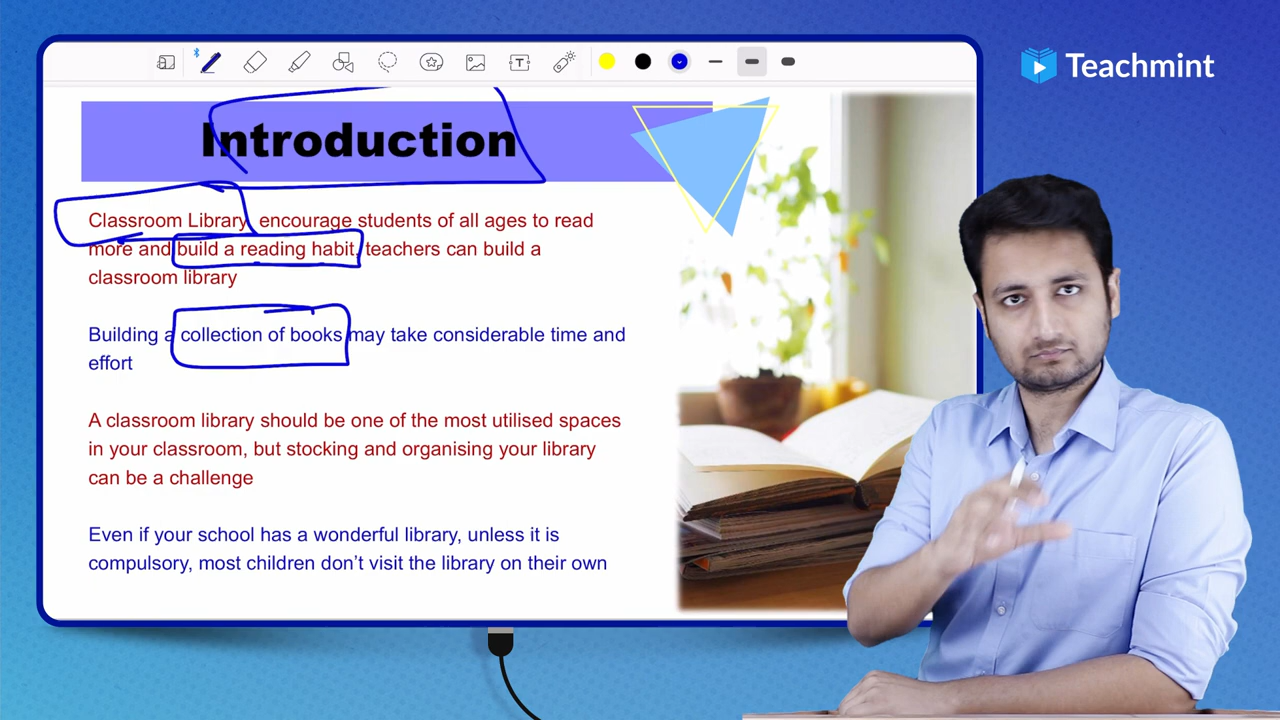 Teachmint
Introduction
Classroom Library, encourage students of all ages to read
more and build a reading habit, teachers can build a
classroom library
Building a collection of books may take considerable time and
effort
A classroom library should be one of the most utilised spaces
in your classroom, but stocking and organising your library
can be a challenge
Even if your school has a wonderful library, unless it is
compulsory, most children don’t visit the library on their own